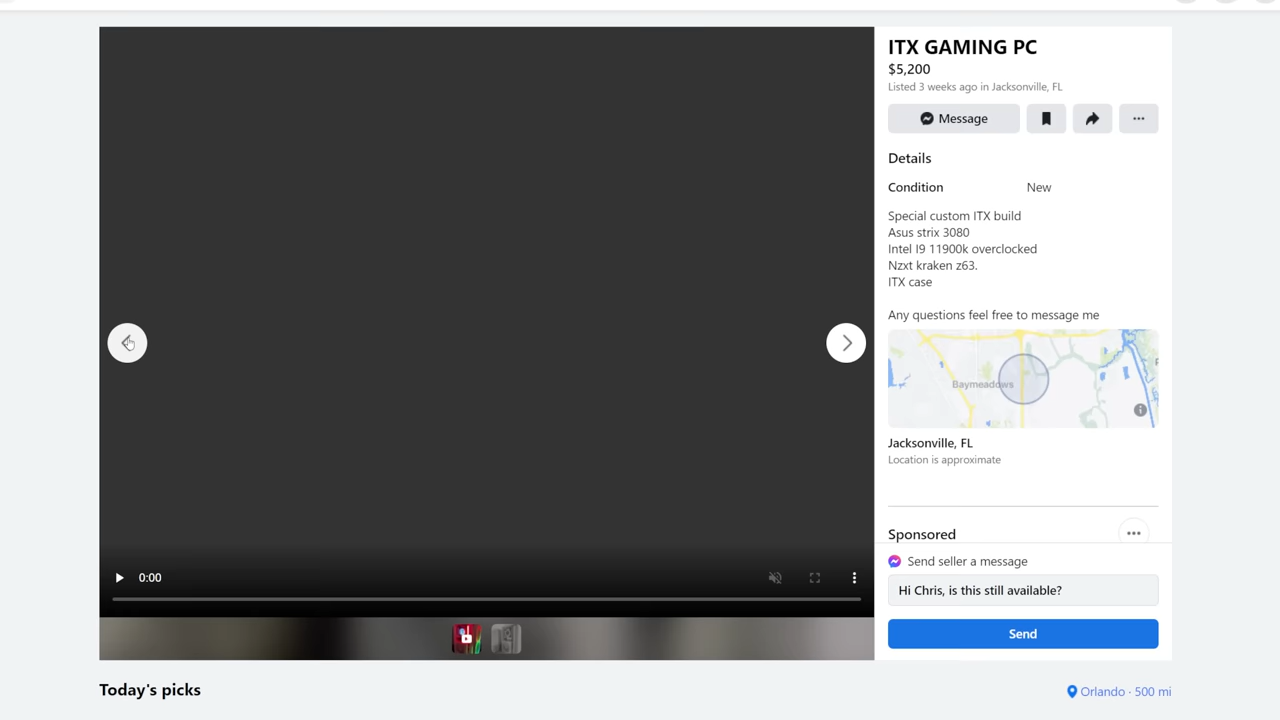 ITX GAMING PC
$5,200
Listed 3 weeks ago in Jacksonville, FL
Message
Details
Condition New
Special custom ITX build
Asus strix 3080
Intel I9 11900k overclocked
Nzxt kraken z63.
ITX case
Any questions feel free to message me
Baymeadows
Jacksonville, FL
Location is approximate
Sponsored
Send seller a message
Hi Chris, is this still available?
Send
0:00
Today's picks
Orlando · 500 mi